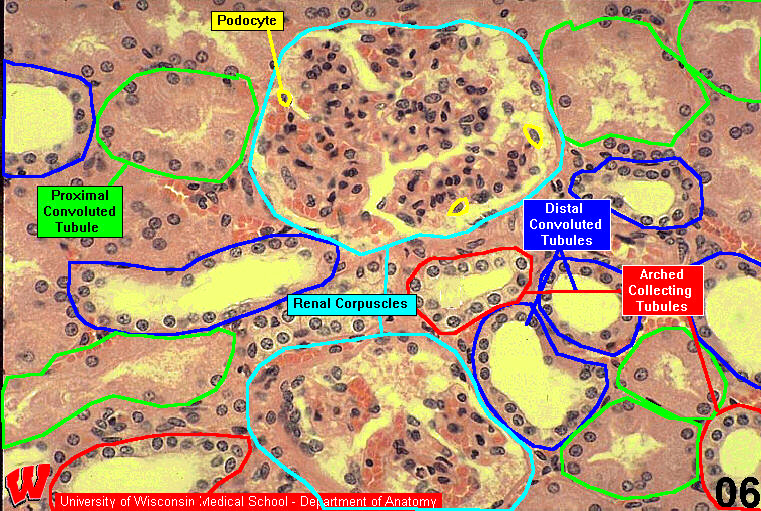 Podocyte
Proximal
Convoluted
Tubule
Distal
Convoluted
Tubules
Arched
Collecting
Tubules
Renal Corpuscles
W
University of Wisconsin Medical School - Department of Anatomy
06